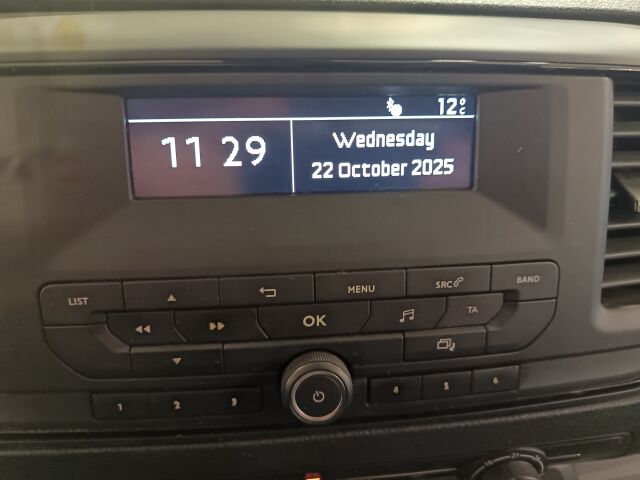 12°C
11 29
Wednesday
22 October 2025
LIST
MENU
SRC
BAND
OK
TA
1 2 3
4 5 6
21